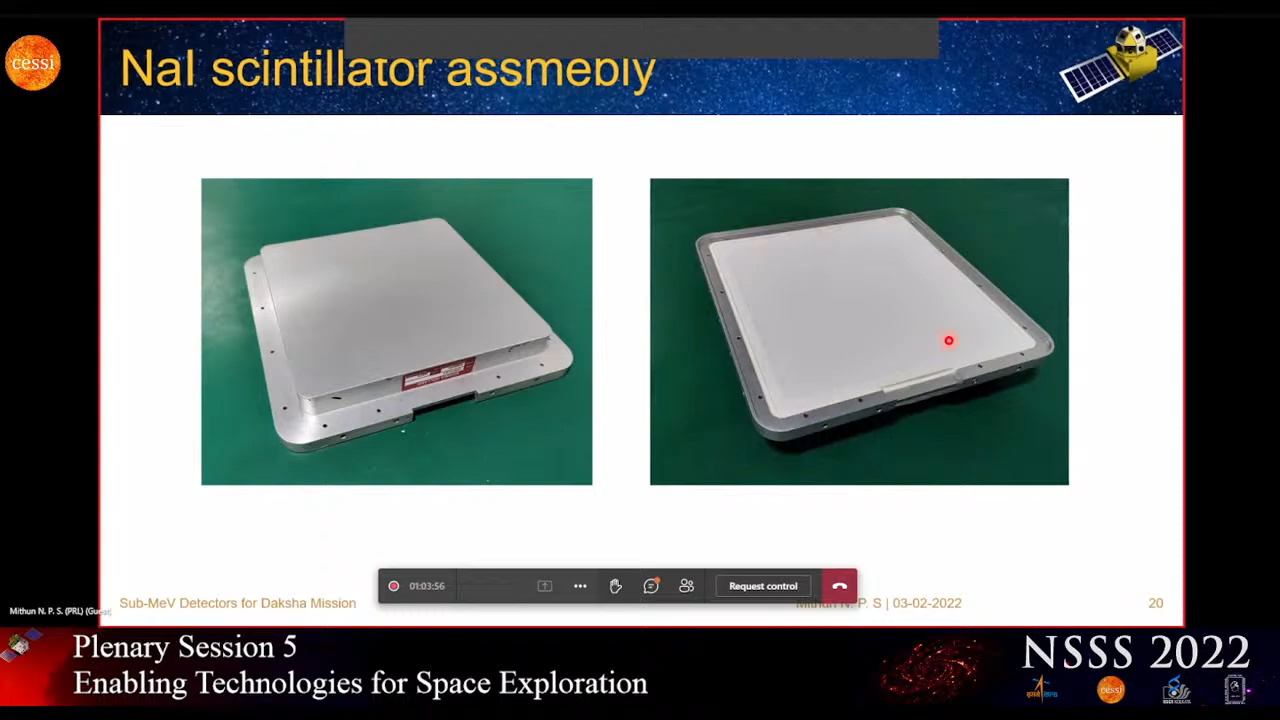 cessi
NaI scintillator assmebly
01:03:56
Request control
Sub-MeV Detectors for Daksha Mission
Mithun N. P. S | 03-02-2022
20
Mithun N. P. S. (PRL) (Guest)
Plenary Session 5
Enabling Technologies for Space Exploration
NSSS 2022